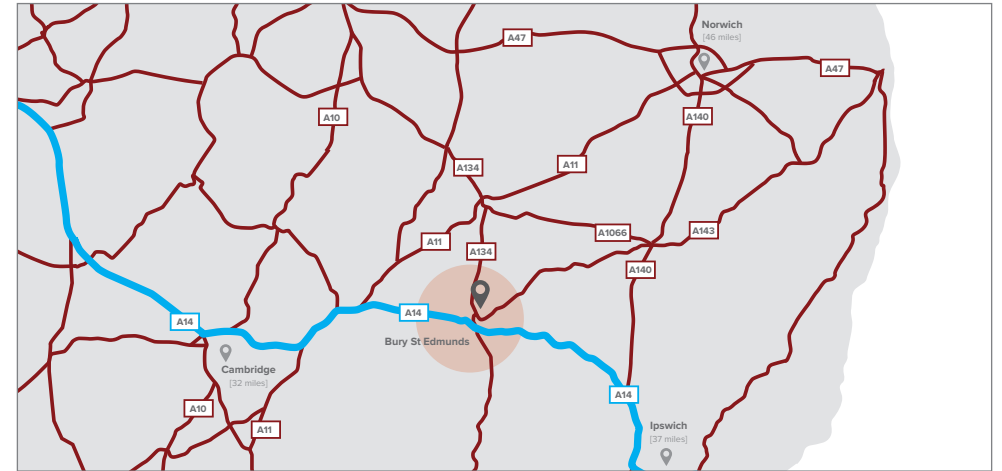 Norwich
[46 miles]
A47
A47
A10
A140
A134
A11
A1066
A143
A11
A134
A140
A14
A14
Bury St Edmunds
Cambridge
[32 miles]
A14
A10
A11
Ipswich
[37 miles]